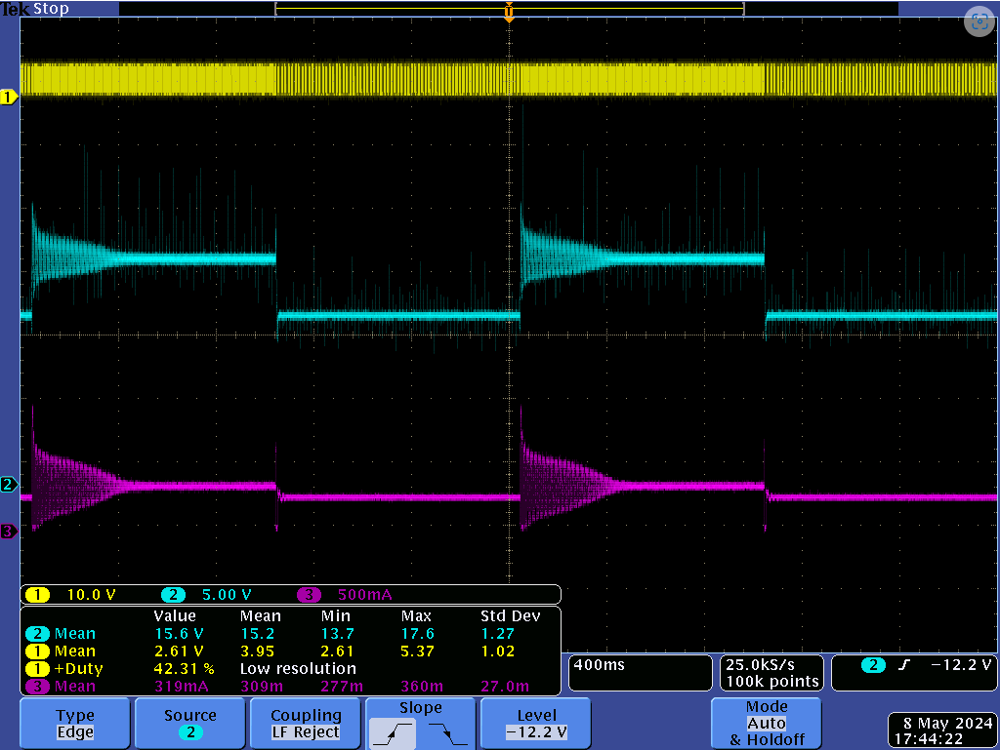 Tek Stop
T
1
2
3
1 10.0 V 2 5.00 V 3 500mA
Value Mean Min Max Std Dev
2 Mean 15.6 V 15.2 13.7 17.6 1.27
1 Mean 2.61 V 3.95 2.61 5.37 1.02
1 +Duty 42.31 % Low resolution
3 Mean 319mA 309m 277m 360m 27.0m
400ms
25.0kS/s
100k points
2 −12.2 V
Type
Edge
Source
2
Coupling
LF Reject
Slope
Level
−12.2 V
Mode
Auto
& Holdoff
8 May 2024
17:44:22